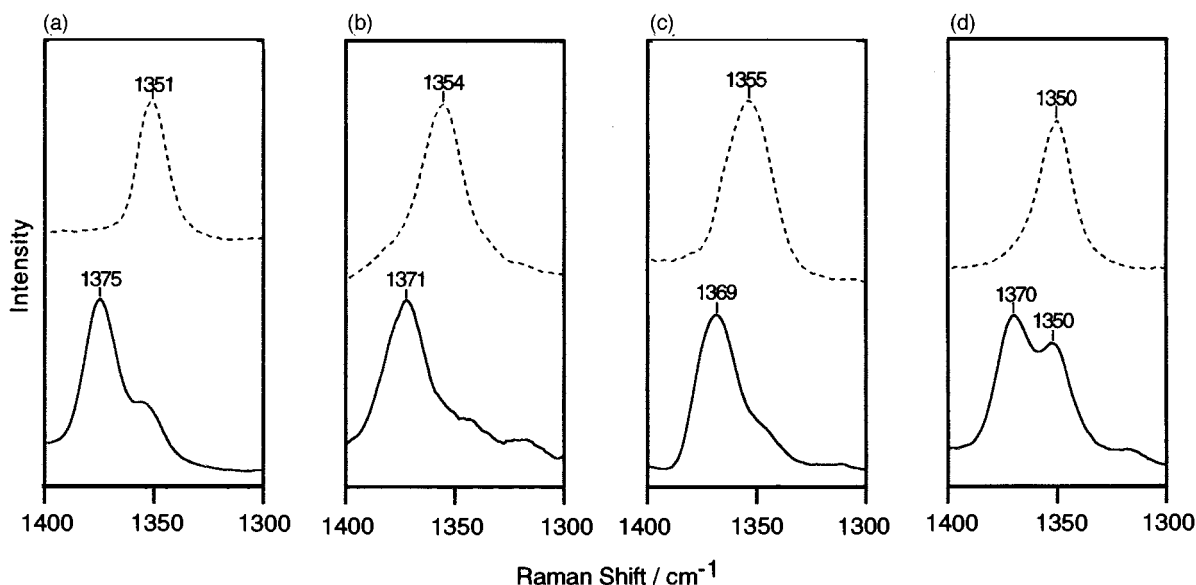 (a) (b) (c) (d)
1351 1354 1355 1350
1375 1371 1369 1370 1350
Intensity
1400 1350 1300 1400 1350 1300 1400 1350 1300 1400 1350 1300
Raman Shift / cm⁻¹